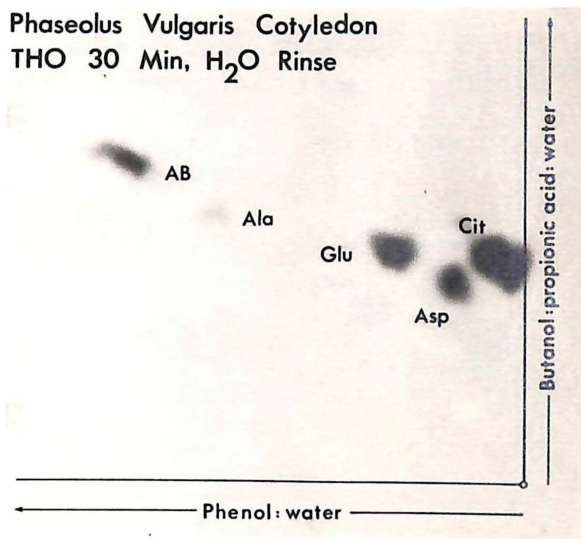 Phaseolus Vulgaris Cotyledon
THO 30 Min, H₂O Rinse
AB
Ala
Cit
Glu
Asp
Butanol:propionic acid:water
Phenol:water